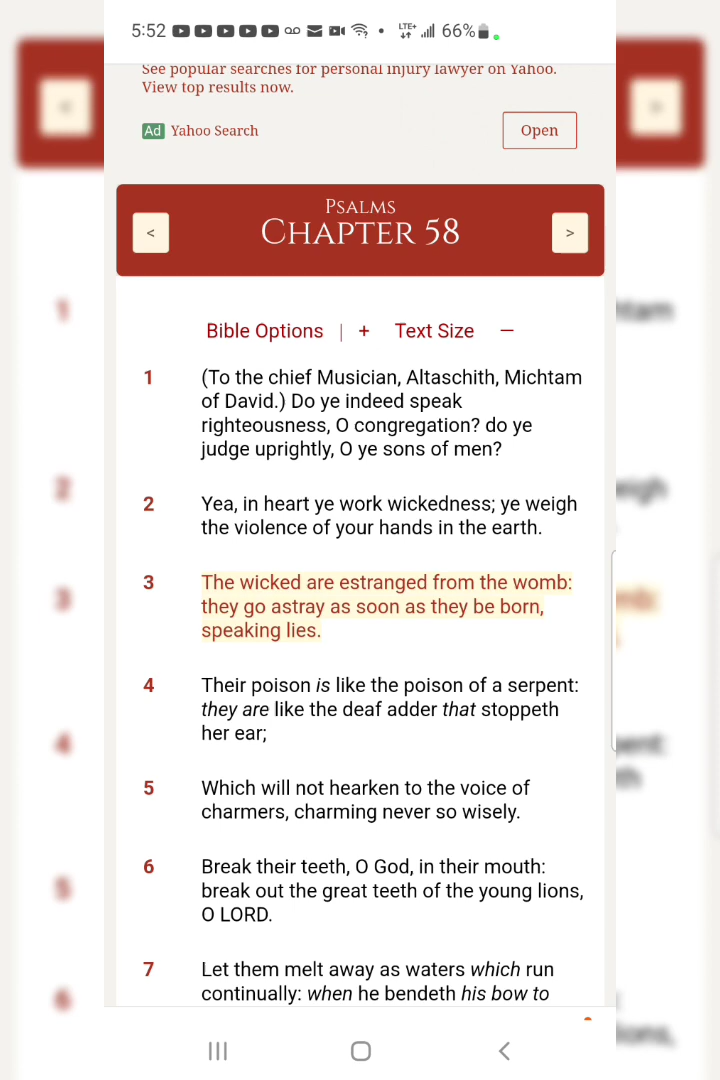 5:52 LTE+ 66%
See popular searches for personal injury lawyer on Yahoo.
View top results now.
Ad Yahoo Search Open
< PSALMS >
CHAPTER 58
Bible Options | + Text Size −
1 (To the chief Musician, Altaschith, Michtam
of David.) Do ye indeed speak
righteousness, O congregation? do ye
judge uprightly, O ye sons of men?
2 Yea, in heart ye work wickedness; ye weigh
the violence of your hands in the earth.
3 The wicked are estranged from the womb:
they go astray as soon as they be born,
speaking lies.
4 Their poison is like the poison of a serpent:
they are like the deaf adder that stoppeth
her ear;
5 Which will not hearken to the voice of
charmers, charming never so wisely.
6 Break their teeth, O God, in their mouth:
break out the great teeth of the young lions,
O LORD.
7 Let them melt away as waters which run
continually: when he bendeth his bow to